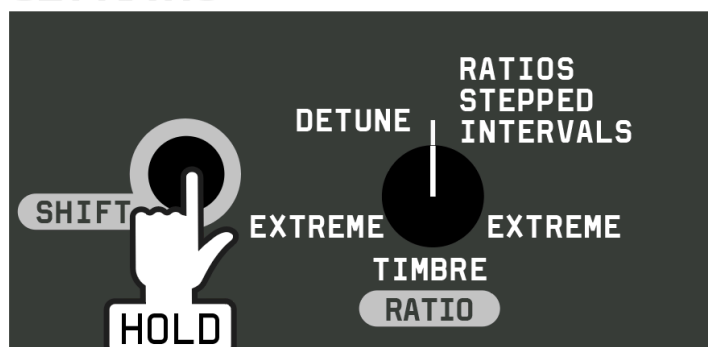 RATIOS
STEPPED
DETUNE INTERVALS
SHIFT
EXTREME EXTREME
TIMBRE
RATIO
HOLD